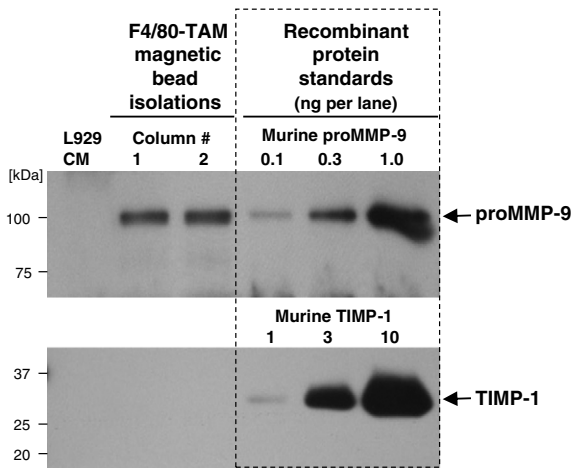 F4/80-TAM
magnetic
bead
isolations
Recombinant
protein
standards
(ng per lane)
L929
CM
Column #
1 2
Murine proMMP-9
0.1 0.3 1.0
[kDa]
100
75
proMMP-9
Murine TIMP-1
1 3 10
37
25
20
TIMP-1